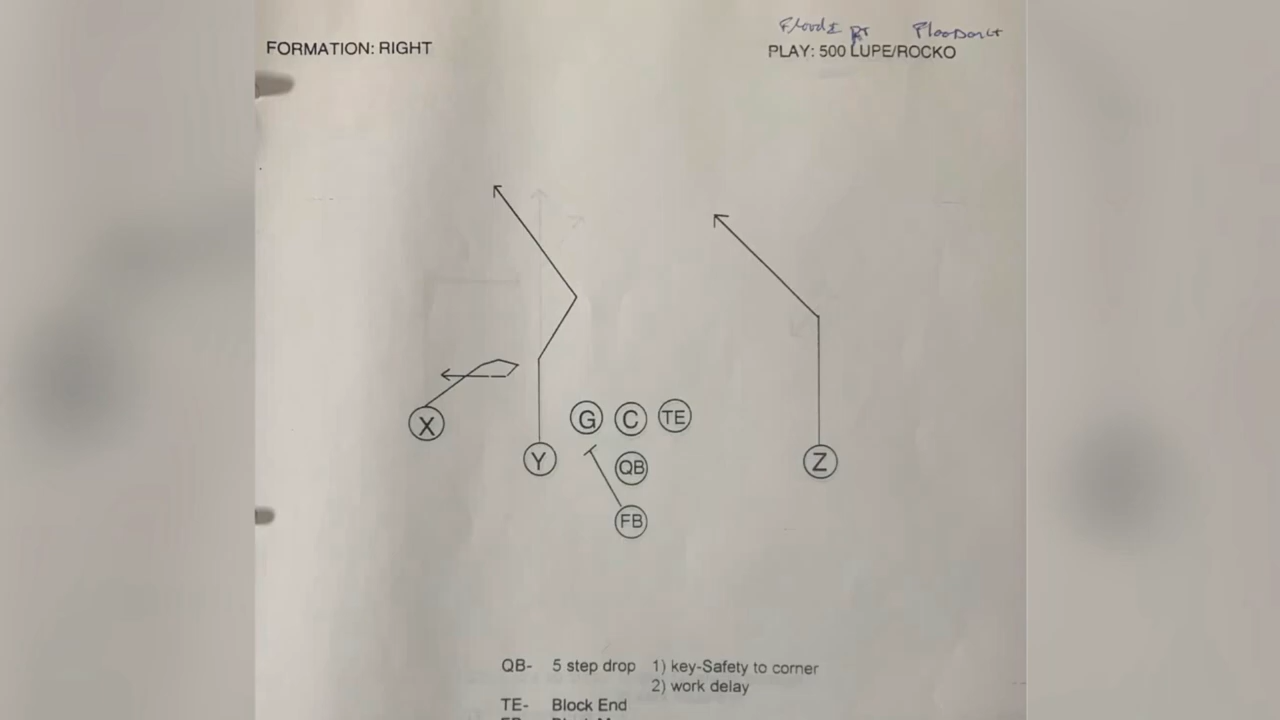 FORMATION: RIGHT
PLAY: 500 LUPE/ROCKO
X
Y
G
C
TE
QB
FB
Z
QB- 5 step drop 1) key-Safety to corner
2) work delay
TE- Block End